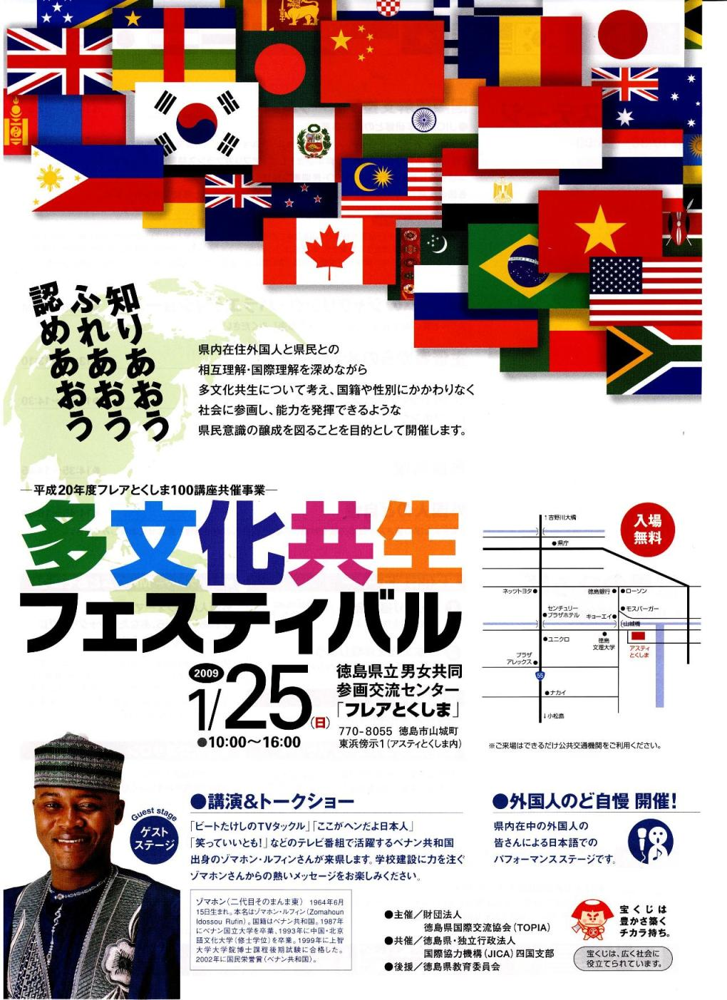 知りあおう
ふれあおう
認めあおう
県内在住外国人と県民との
相互理解・国際理解を深めながら
多文化共生について考え、国籍や性別にかかわりなく
社会に参画し、能力を発揮できるような
県民意識の醸成を図ることを目的として開催します。
─平成20年度フレアとくしま100講座共催事業─
多文化共生
フェスティバル
2009
1/25(日)
●10:00〜16:00
徳島県立男女共同
参画交流センター
「フレアとくしま」
770-8055 徳島市山城町
東浜傍示1(アスティとくしま内)
入場
無料
↑吉野川大橋
●県庁
ネッツトヨタ●
徳島銀行●
●ローソン
センチュリー
●プラザホテル
キョーエイ●
●モスバーガー
山城橋
●ユニクロ
●
徳島
文理大学
アスティ
とくしま
プラザ
アレックス●
55
●ナカイ
↓小松島
※ご来場はできるだけ公共交通機関をご利用ください。
Guest stage
ゲスト
ステージ
●講演&トークショー
「ビートたけしのTVタックル」「ここがヘンだよ日本人」
「笑っていいとも!」などのテレビ番組で活躍するベナン共和国
出身のゾマホン・ルフィンさんが来県します。学校建設に力を注ぐ
ゾマホンさんからの熱いメッセージをお楽しみください。
ゾマホン(二代目そのまんま東) 1964年6月
15日生まれ。本名はゾマホン・ルフィン(Zomahoun
Idossou Rufin)。国籍はベナン共和国。1987年
にベナン国立大学を卒業、1993年に中国・北京
語文化大学(修士学位)を卒業。1999年に上智
大学大学院博士課程後期試験に合格した。
2002年に国民栄誉賞(ベナン共和国)。
●外国人のど自慢 開催!
県内在中の外国人の
皆さんによる日本語での
パフォーマンスステージです。
●主催/財団法人
徳島県国際交流協会(TOPIA)
●共催/徳島県・独立行政法人
国際協力機構(JICA)四国支部
●後援/徳島県教育委員会
宝くじは
豊かさ築く
チカラ持ち。
宝くじは、広く社会に
役立てられています。